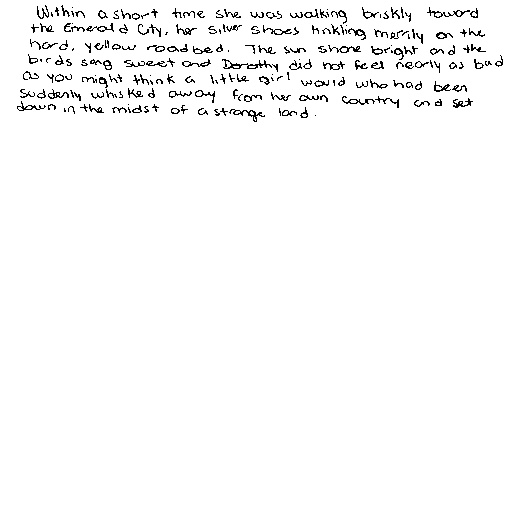 Within a short time she was walking briskly toward
the Emerald City, her Silver Shoes tinkling merrily on the
hard, yellow roadbed. The sun shone bright and the
birds sang sweet and Dorothy did not feel nearly as bad
as you might think a little girl would who had been
suddenly whisked away from her own country and set
down in the midst of a strange land.